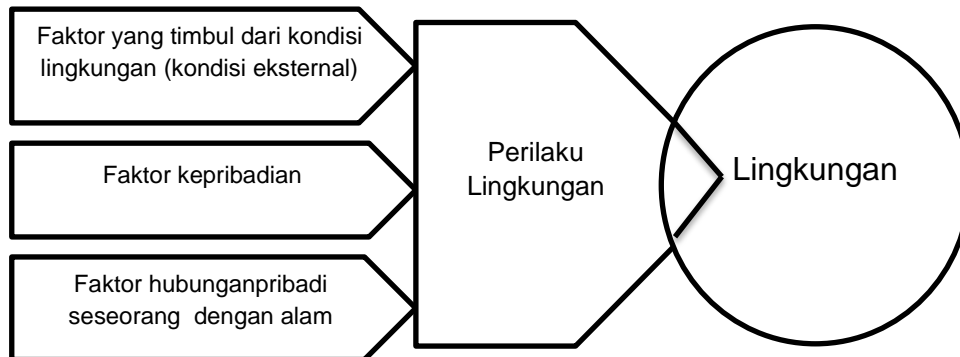 Faktor yang timbul dari kondisi
lingkungan (kondisi eksternal)
Faktor kepribadian
Faktor hubunganpribadi
seseorang dengan alam
Perilaku
Lingkungan
Lingkungan